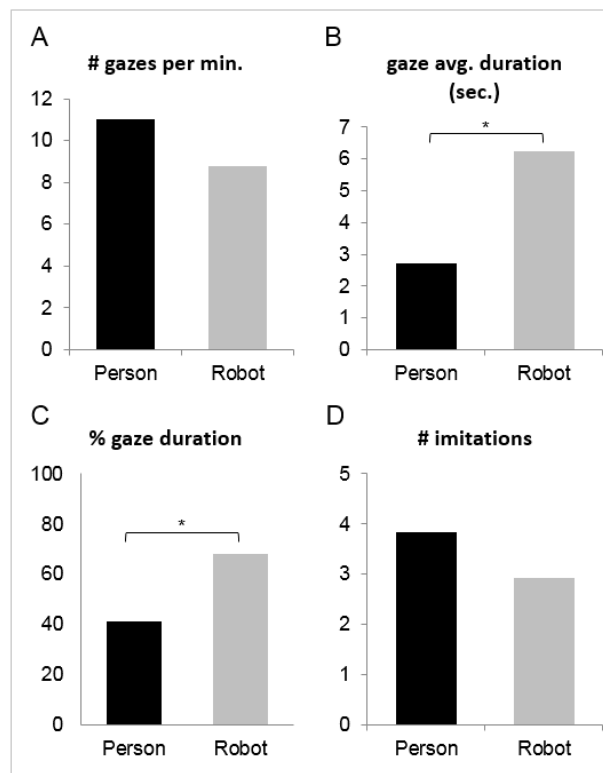 A
# gazes per min.
12
10
8
6
4
2
0
Person Robot
B
gaze avg. duration
(sec.)
7
6
5
4
3
2
1
0
*
Person Robot
C
% gaze duration
100
80
60
40
20
0
*
Person Robot
D
# imitations
5
4
3
2
1
0
Person Robot